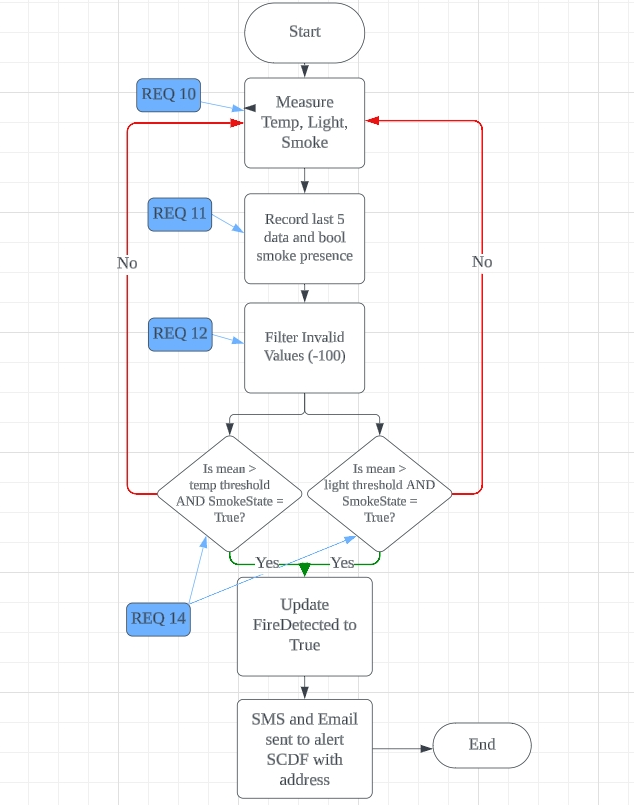 Start
REQ 10
Measure
Temp, Light,
Smoke
REQ 11
Record last 5
data and bool
smoke presence
No
No
REQ 12
Filter Invalid
Values (-100)
Is mean >
temp threshold
AND SmokeState =
True?
Is mean >
light threshold AND
SmokeState =
True?
Yes
Yes
REQ 14
Update
FireDetected to
True
SMS and Email
sent to alert
SCDF with
address
End